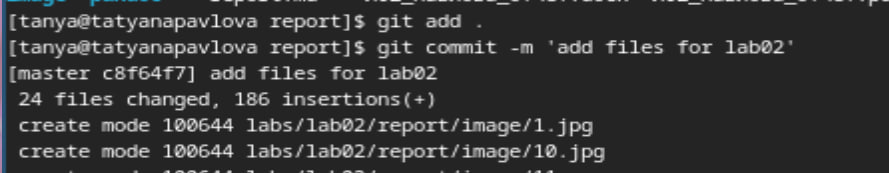 [tanya@tatyanapavlova report]$ git add .
[tanya@tatyanapavlova report]$ git commit -m 'add files for lab02'
[master c8f64f7] add files for lab02
 24 files changed, 186 insertions(+)
 create mode 100644 labs/lab02/report/image/1.jpg
 create mode 100644 labs/lab02/report/image/10.jpg